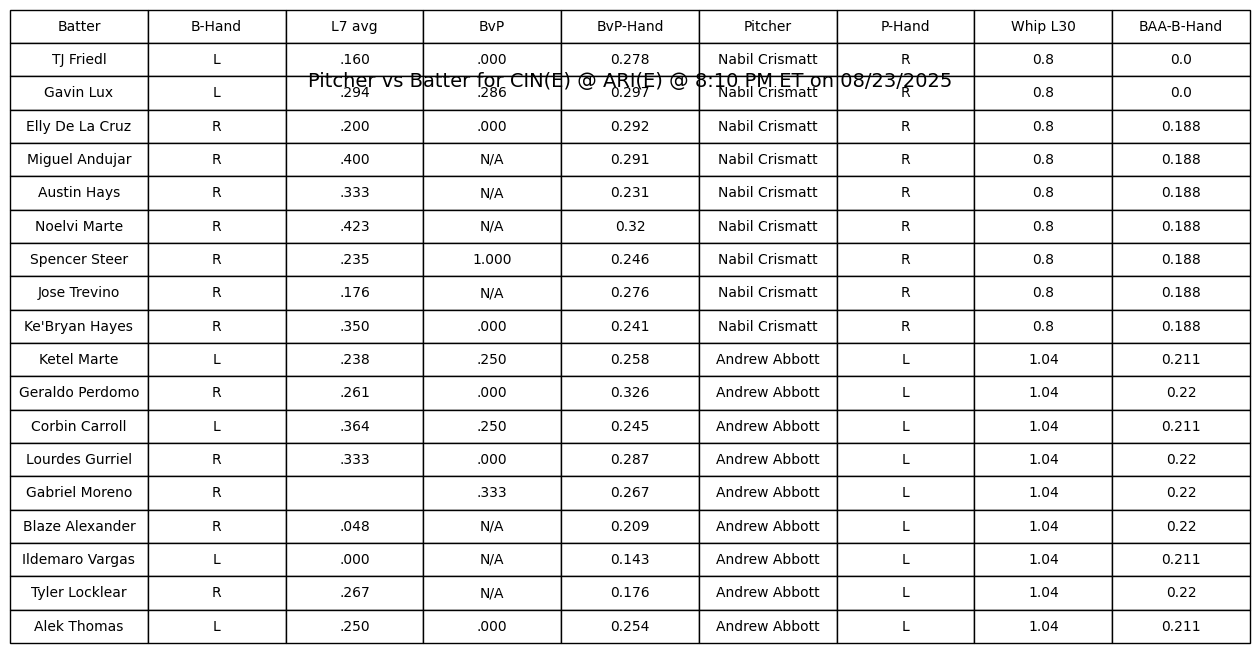 Batter B-Hand L7 avg BvP BvP-Hand Pitcher P-Hand Whip L30 BAA-B-Hand
TJ Friedl L .160 .000 0.278 Nabil Crismatt R 0.8 0.0
Pitcher vs Batter for CIN(E) @ ARI(E) @ 8:10 PM ET on 08/23/2025
Gavin Lux L .294 .286 0.297 Nabil Crismatt R 0.8 0.0
Elly De La Cruz R .200 .000 0.292 Nabil Crismatt R 0.8 0.188
Miguel Andujar R .400 N/A 0.291 Nabil Crismatt R 0.8 0.188
Austin Hays R .333 N/A 0.231 Nabil Crismatt R 0.8 0.188
Noelvi Marte R .423 N/A 0.32 Nabil Crismatt R 0.8 0.188
Spencer Steer R .235 1.000 0.246 Nabil Crismatt R 0.8 0.188
Jose Trevino R .176 N/A 0.276 Nabil Crismatt R 0.8 0.188
Ke'Bryan Hayes R .350 .000 0.241 Nabil Crismatt R 0.8 0.188
Ketel Marte L .238 .250 0.258 Andrew Abbott L 1.04 0.211
Geraldo Perdomo R .261 .000 0.326 Andrew Abbott L 1.04 0.22
Corbin Carroll L .364 .250 0.245 Andrew Abbott L 1.04 0.211
Lourdes Gurriel R .333 .000 0.287 Andrew Abbott L 1.04 0.22
Gabriel Moreno R .333 0.267 Andrew Abbott L 1.04 0.22
Blaze Alexander R .048 N/A 0.209 Andrew Abbott L 1.04 0.22
Ildemaro Vargas L .000 N/A 0.143 Andrew Abbott L 1.04 0.211
Tyler Locklear R .267 N/A 0.176 Andrew Abbott L 1.04 0.22
Alek Thomas L .250 .000 0.254 Andrew Abbott L 1.04 0.211